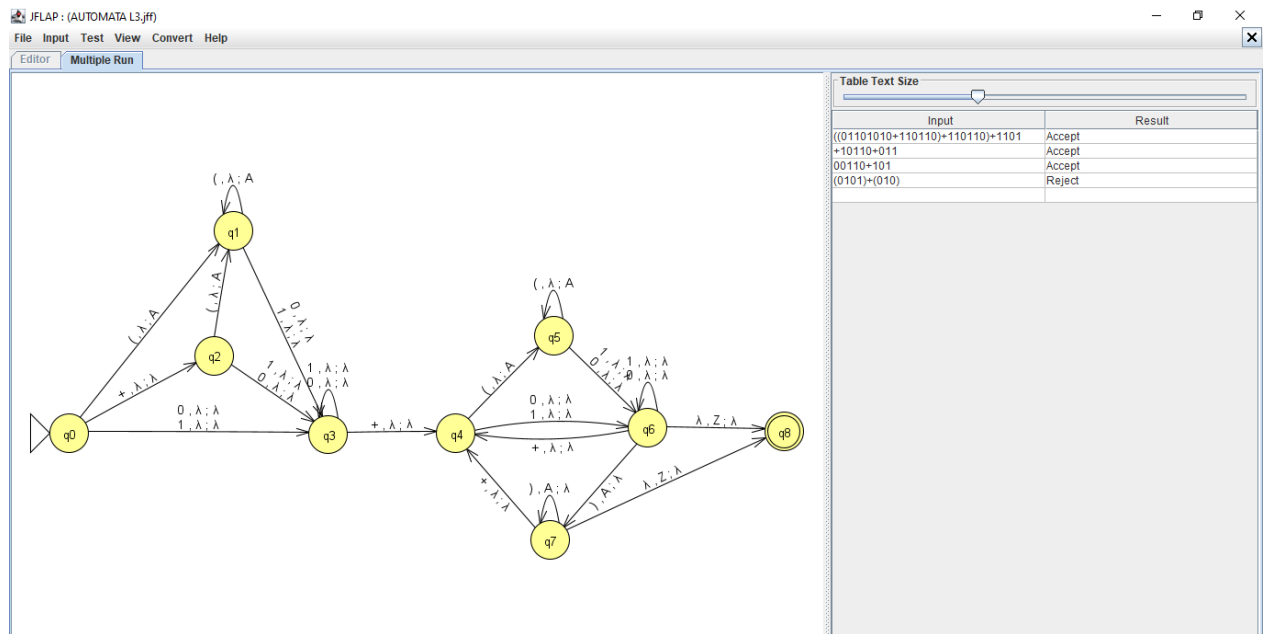 JFLAP : (AUTOMATA L3.jff)
File Input Test View Convert Help
Editor Multiple Run
Table Text Size
Input Result
((01101010+110110)+110110)+1101 Accept
+10110+011 Accept
00110+101 Accept
(0101)+(010) Reject
( , λ ; A
q1
( , λ ; A
( , λ ; A
0 , λ ; λ
1 , λ ; λ
( , λ ; A
q5
q2
+ , λ ; λ
1 , λ ; λ
0 , λ ; λ
1 , λ ; λ
0 , λ ; λ
( , λ ; A
1 , λ ; λ
0 , λ ; λ
1 , λ ; λ
0 , λ ; λ
0 , λ ; λ
1 , λ ; λ
q0
q3
+ , λ ; λ
q4
0 , λ ; λ
1 , λ ; λ
+ , λ ; λ
q6
λ , Z ; λ
q8
+ , λ ; λ
) , A ; λ
) , A ; λ
λ , Z ; λ
q7